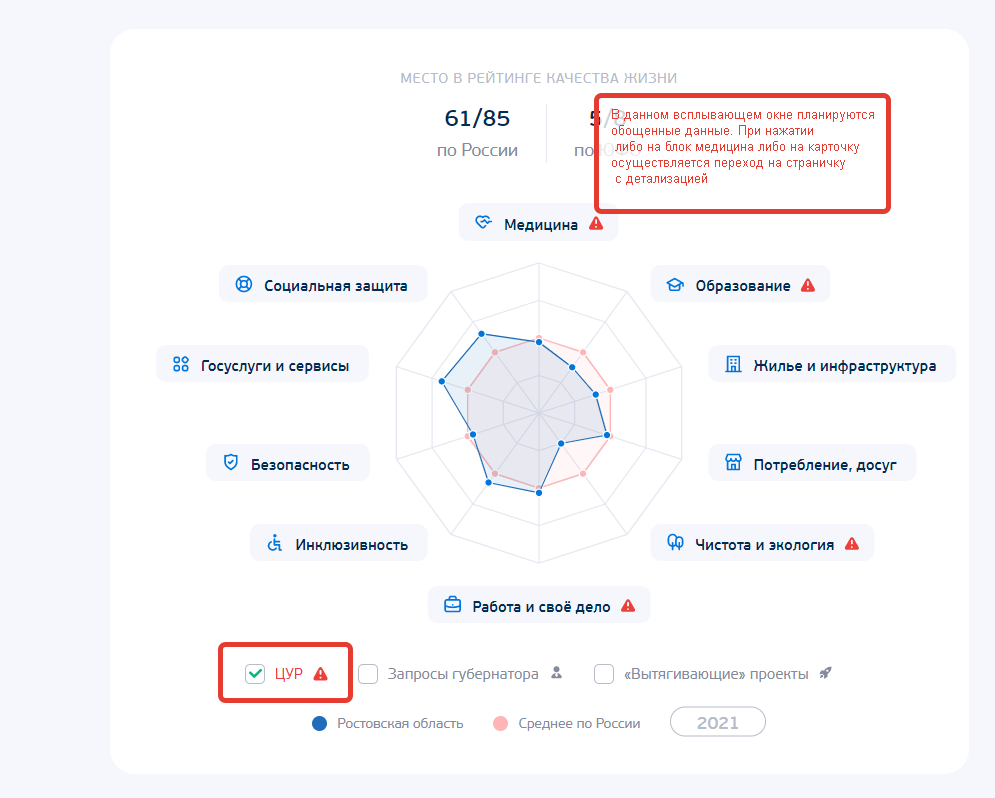 МЕСТО В РЕЙТИНГЕ КАЧЕСТВА ЖИЗНИ
61/85
по России
5/8
по
В данном всплывающем окне планируются
обощенные данные. При нажатии
либо на блок медицина либо на карточку
осуществляется переход на страничку
с детализацией
Медицина
Социальная защита
Образование
Госуслуги и сервисы
Жилье и инфраструктура
Безопасность
Потребление, досуг
Инклюзивность
Чистота и экология
Работа и своё дело
ЦУР
Запросы губернатора
«Вытягивающие» проекты
Ростовская область
Среднее по России
2021